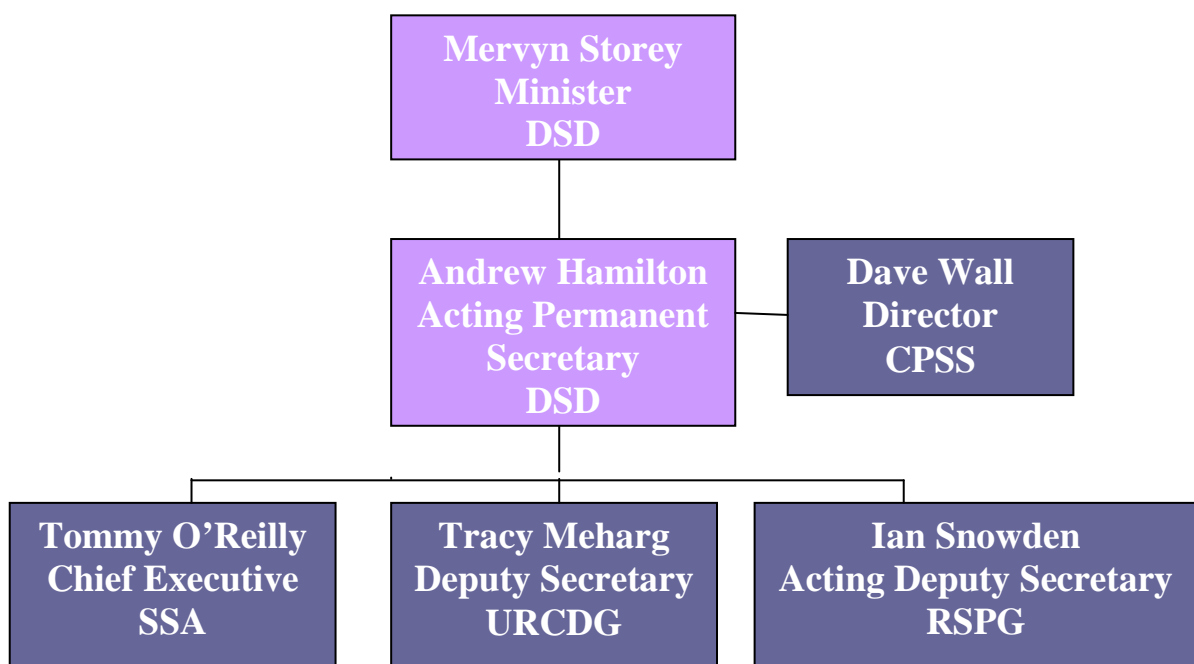 Mervyn Storey
Minister
DSD
Andrew Hamilton
Acting Permanent
Secretary
DSD
Dave Wall
Director
CPSS
Tommy O’Reilly
Chief Executive
SSA
Tracy Meharg
Deputy Secretary
URCDG
Ian Snowden
Acting Deputy Secretary
RSPG